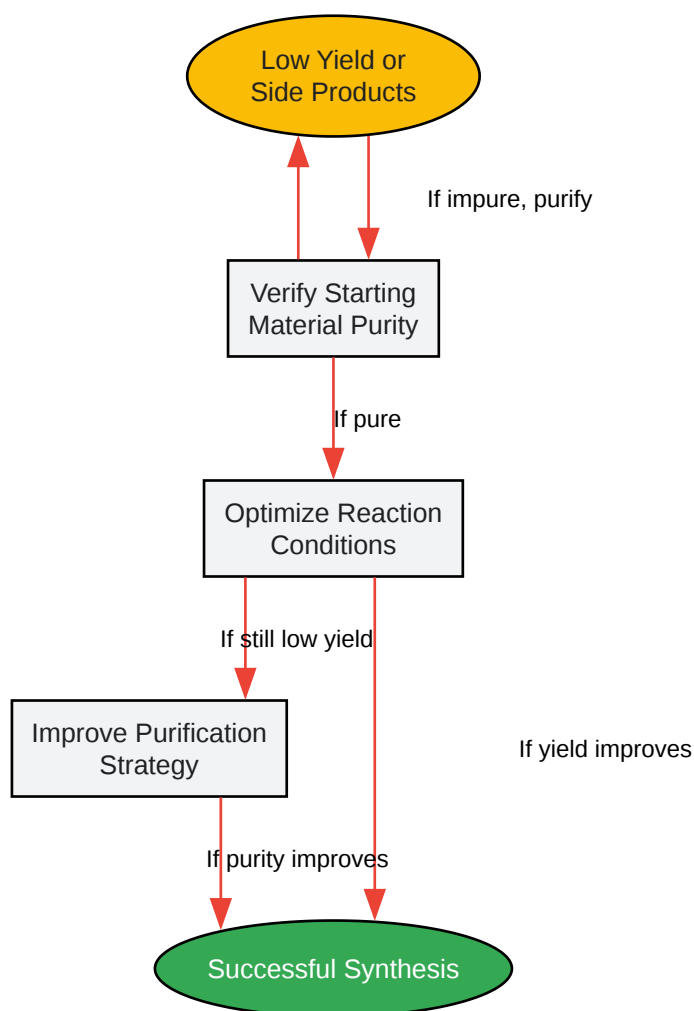 Low Yield or
Side Products
If impure, purify
Verify Starting
Material Purity
If pure
Optimize Reaction
Conditions
If still low yield
Improve Purification
Strategy
If yield improves
If purity improves
Successful Synthesis